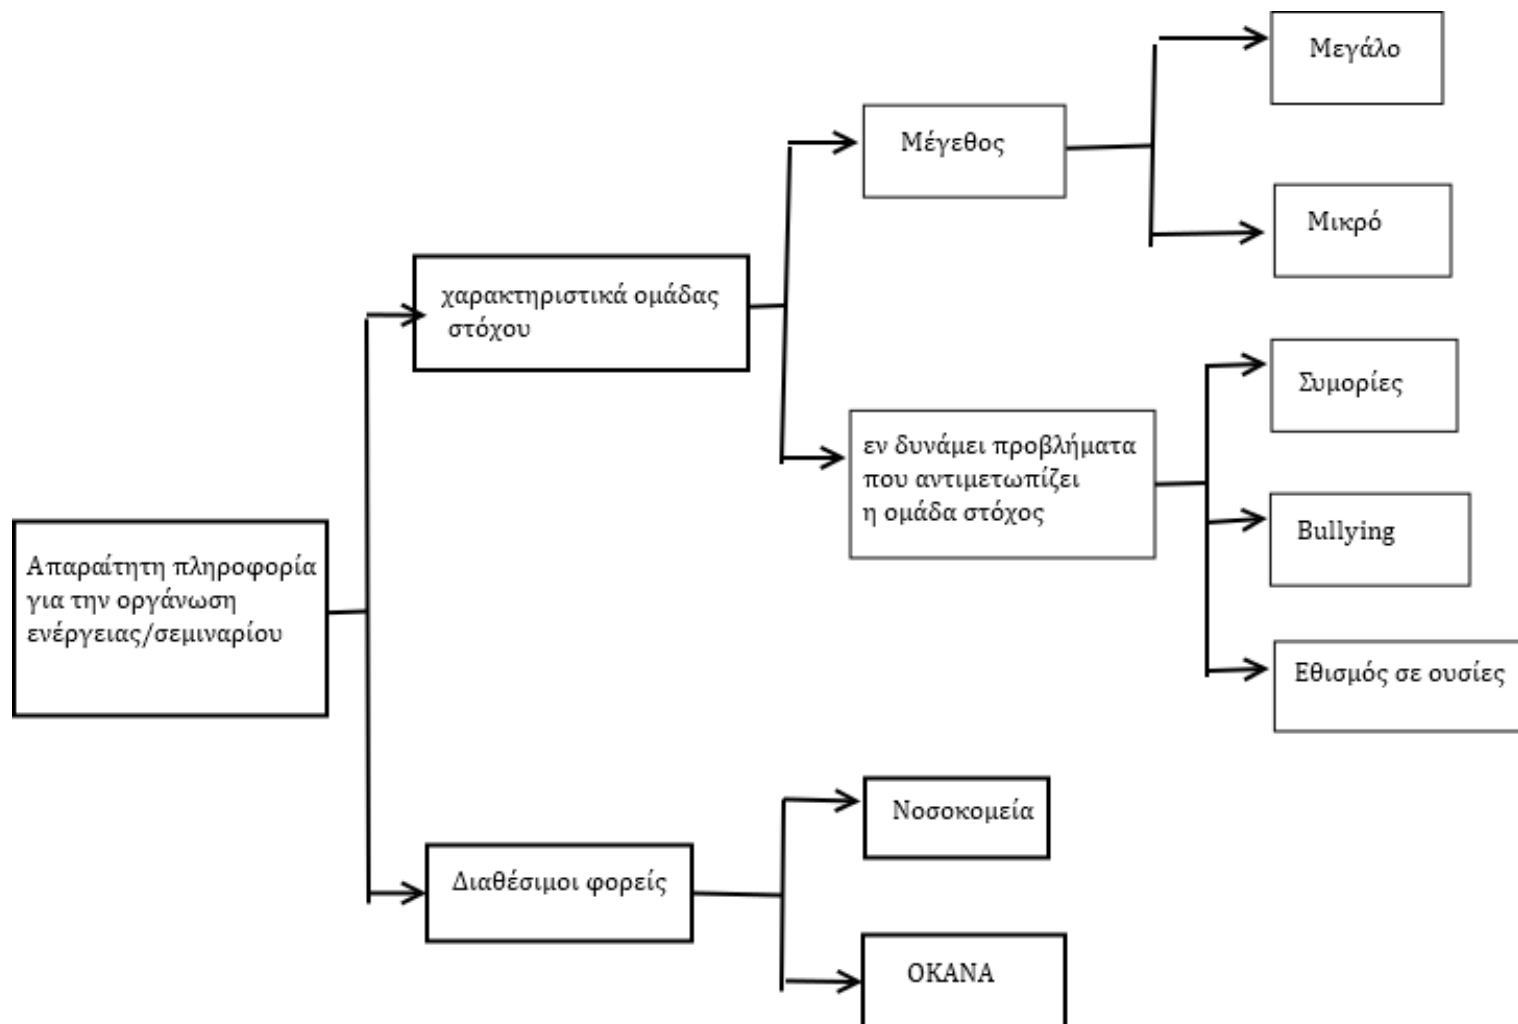 Μεγάλο
Μέγεθος
Μικρό
χαρακτηριστικά ομάδας
στόχου
Συμορίες
εν δυνάμει προβλήματα
που αντιμετωπίζει
η ομάδα στόχος
Bullying
Απαραίτητη πληροφορία
για την οργάνωση
ενέργειας/σεμιναρίου
Εθισμός σε ουσίες
Νοσοκομεία
Διαθέσιμοι φορείς
ΟΚΑΝΑ